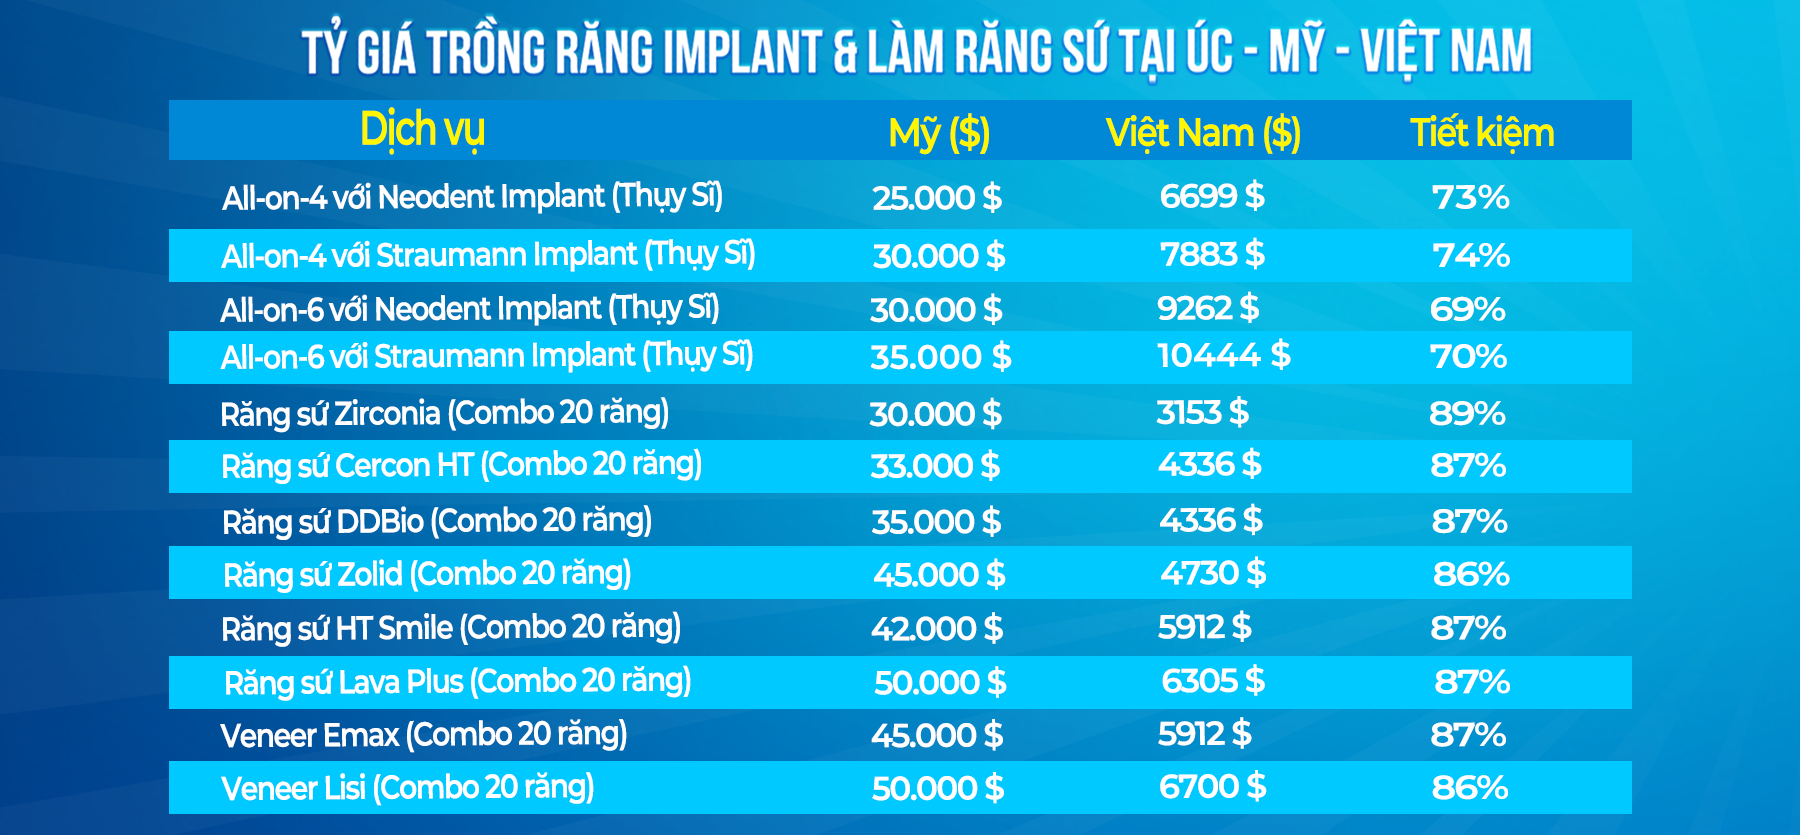 TỶ GIÁ TRỒNG RĂNG IMPLANT & LÀM RĂNG SỨ TẠI ÚC - MỸ - VIỆT NAM
Dịch vụ Mỹ ($) Việt Nam ($) Tiết kiệm
All-on-4 với Neodent Implant (Thụy Sĩ) 25.000 $ 6699 $ 73%
All-on-4 với Straumann Implant (Thụy Sĩ) 30.000 $ 7883 $ 74%
All-on-6 với Neodent Implant (Thụy Sĩ) 30.000 $ 9262 $ 69%
All-on-6 với Straumann Implant (Thụy Sĩ) 35.000 $ 10444 $ 70%
Răng sứ Zirconia (Combo 20 răng) 30.000 $ 3153 $ 89%
Răng sứ Cercon HT (Combo 20 răng) 33.000 $ 4336 $ 87%
Răng sứ DDBio (Combo 20 răng) 35.000 $ 4336 $ 87%
Răng sứ Zolid (Combo 20 răng) 45.000 $ 4730 $ 86%
Răng sứ HT Smile (Combo 20 răng) 42.000 $ 5912 $ 87%
Răng sứ Lava Plus (Combo 20 răng) 50.000 $ 6305 $ 87%
Veneer Emax (Combo 20 răng) 45.000 $ 5912 $ 87%
Veneer Lisi (Combo 20 răng) 50.000 $ 6700 $ 86%